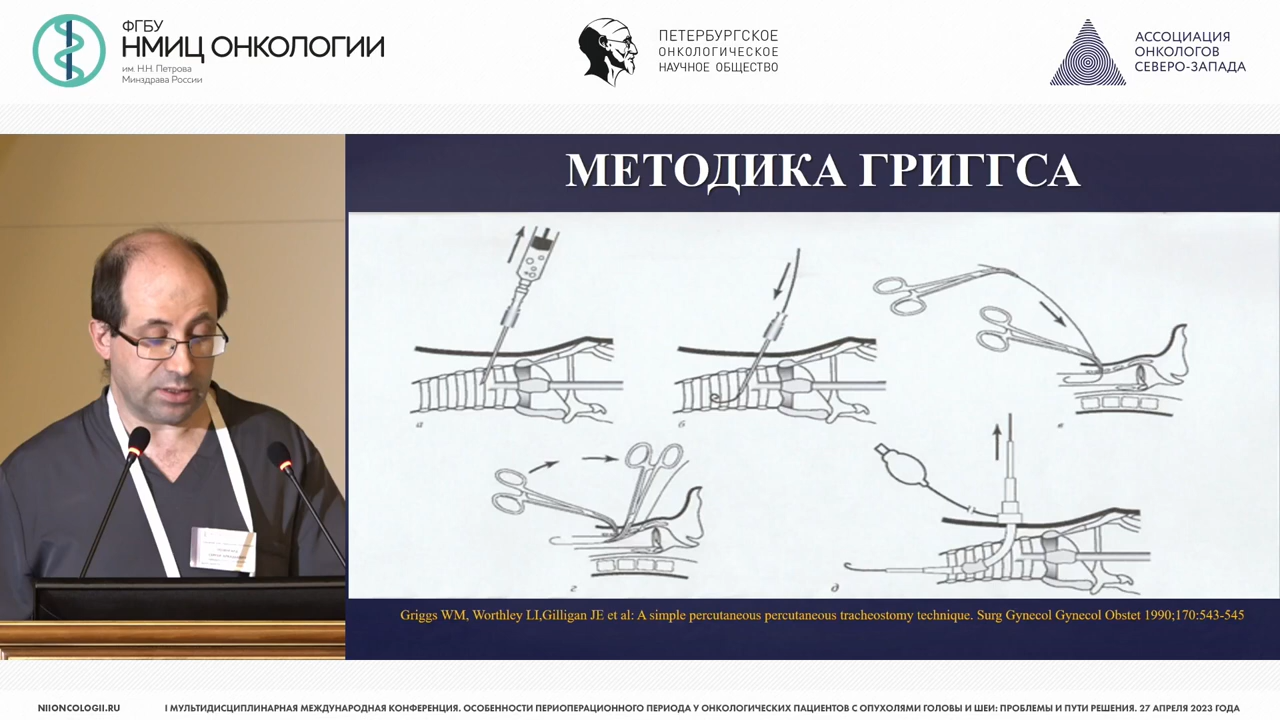 ФГБУ
НМИЦ ОНКОЛОГИИ
им. Н.Н. Петрова
Минздрава России
ПЕТЕРБУРГСКОЕ
ОНКОЛОГИЧЕСКОЕ
НАУЧНОЕ ОБЩЕСТВО
АССОЦИАЦИЯ
ОНКОЛОГОВ
СЕВЕРО-ЗАПАДА
МЕТОДИКА ГРИГГСА
а
б
в
г
д
Griggs WM, Worthley LI,Gilligan JE et al: A simple percutaneous percutaneous tracheostomy technique. Surg Gynecol Gynecol Obstet 1990;170:543-545
NIIONCOLOGII.RU
I МУЛЬТИДИСЦИПЛИНАРНАЯ МЕЖДУНАРОДНАЯ КОНФЕРЕНЦИЯ. ОСОБЕННОСТИ ПЕРИОПЕРАЦИОННОГО ПЕРИОДА У ОНКОЛОГИЧЕСКИХ ПАЦИЕНТОВ С ОПУХОЛЯМИ ГОЛОВЫ И ШЕИ: ПРОБЛЕМЫ И ПУТИ РЕШЕНИЯ. 27 АПРЕЛЯ 2023 ГОДА